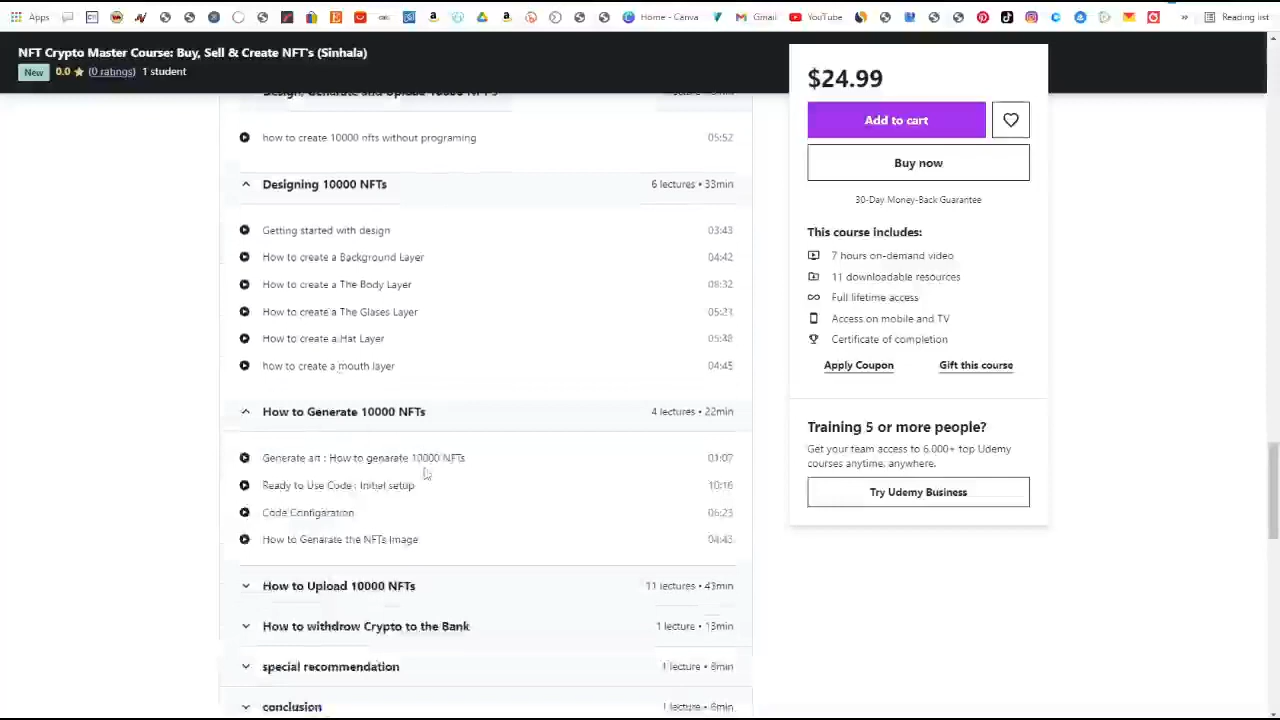 Apps
Home - Canva
Gmail
YouTube
Reading list
NFT Crypto Master Course: Buy, Sell & Create NFT's (Sinhala)
New 0.0 (0 ratings) 1 student
Design, Generate and Upload 10000 NFT's
how to create 10000 nfts without programing 05:52
Designing 10000 NFTs 6 lectures • 33min
Getting started with design 03:43
How to create a Background Layer 04:42
How to create a The Body Layer 08:32
How to create a The Glases Layer 05:21
How to create a Hat Layer
how to create a mouth layer 04:45
How to Generate 10000 NFTs 4 lectures • 22min
Generate art : How to genarate 10000 NFTs 01:07
Ready to Use Code : Initial setup 10:16
Code Configaration 06:23
How to Genarate the NFTs Image 04:43
How to Upload 10000 NFTs 11 lectures • 43min
How to withdrow Crypto to the Bank 1 lecture • 13min
special recommendation 1 lecture • 8min
conclusion 1 lecture • 6min
$24.99
Add to cart
Buy now
30-Day Money-Back Guarantee
This course includes:
7 hours on-demand video
11 downloadable resources
Full lifetime access
Access on mobile and TV
Certificate of completion
Apply Coupon Gift this course
Training 5 or more people?
Get your team access to 6,000+ top Udemy
courses anytime, anywhere.
Try Udemy Business